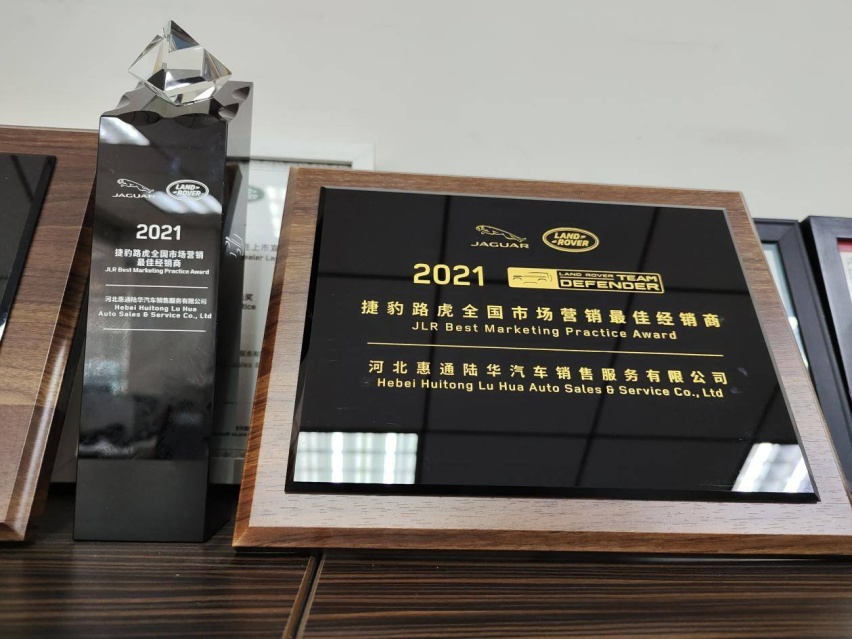 JAGUAR
LAND ROVER
2021
捷豹路虎全国市场营销
最佳经销商
JLR Best Marketing Practice Award
河北惠通陆华汽车销售服务有限公司
Hebei Huitong Lu Hua
Auto Sales & Service Co., Ltd
JAGUAR
LAND ROVER
2021
LAND ROVER TEAM
DEFENDER
捷豹路虎全国市场营销最佳经销商
JLR Best Marketing Practice Award
河北惠通陆华汽车销售服务有限公司
Hebei Huitong Lu Hua Auto Sales & Service Co., Ltd